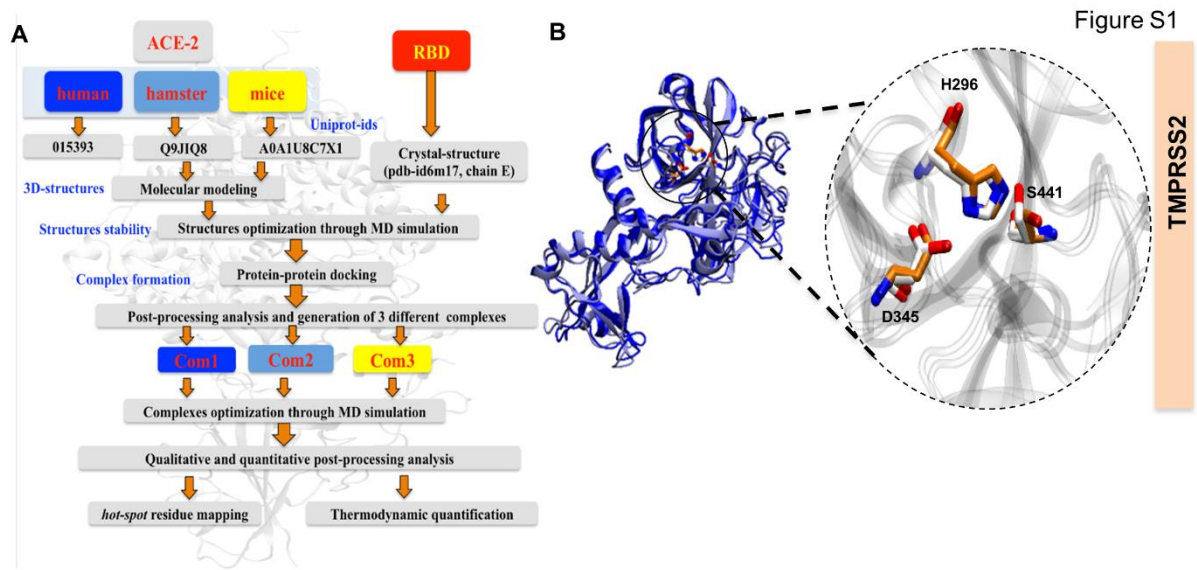 Figure S1
A
ACE-2
RBD
human
hamster
mice
Uniprot-ids
015393
Q9JIQ8
A0A1U8C7X1
Crystal-structure
(pdb-id6m17, chain E)
3D-structures
Molecular modeling
Structures stability
Structures optimization through MD simulation
Protein-protein docking
Complex formation
Post-processing analysis and generation of 3 different complexes
Com1
Com2
Com3
Complexes optimization through MD simulation
Qualitative and quantitative post-processing analysis
hot-spot residue mapping
Thermodynamic quantification
B
H296
S441
D345
TMPRSS2